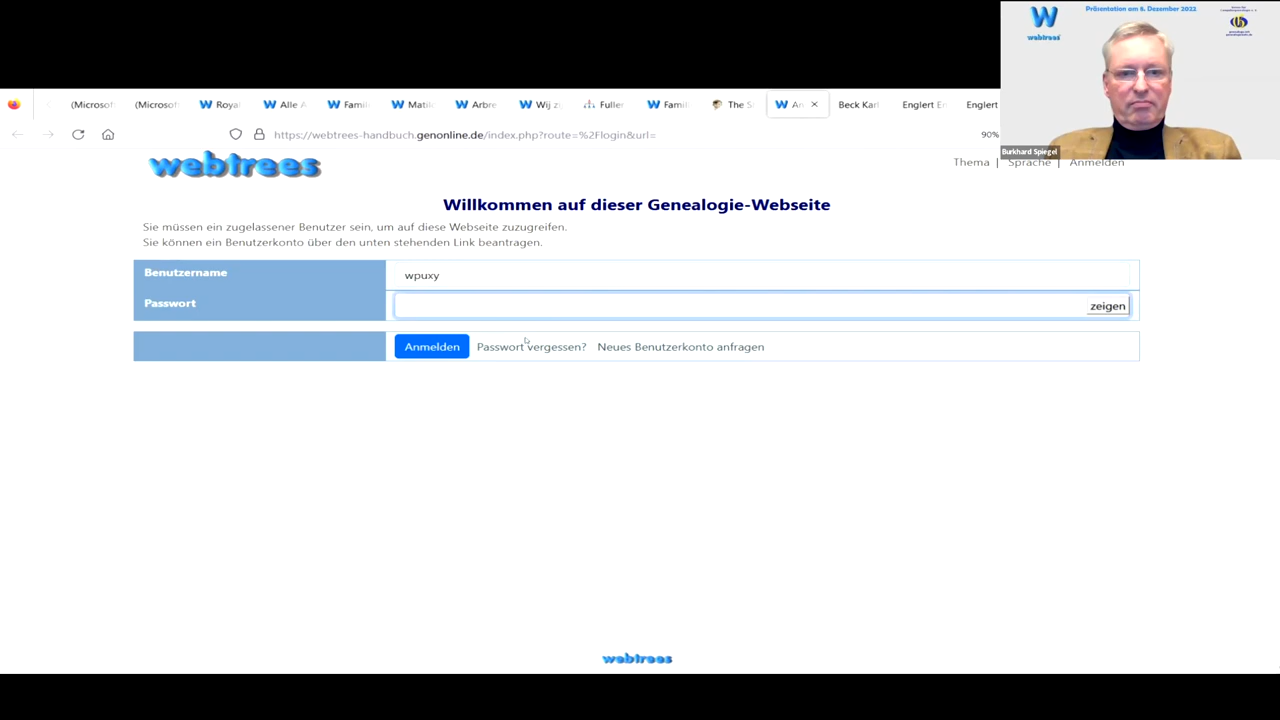 Präsentation am 6. Dezember 2022
webtrees
Burkhard Spiegel
(Microsof (Microsof Royal Alle A Famil Matil Arbre Wij z Fuller Famil The S An Beck Karl Englert En Englert
https://webtrees-handbuch.genonline.de/index.php?route=%2Flogin&url=
90%
webtrees
Thema | Sprache | Anmelden
Willkommen auf dieser Genealogie-Webseite
Sie müssen ein zugelassener Benutzer sein, um auf diese Webseite zuzugreifen.
Sie können ein Benutzerkonto über den unten stehenden Link beantragen.
Benutzername wpuxy
Passwort zeigen
Anmelden Passwort vergessen? Neues Benutzerkonto anfragen
webtrees